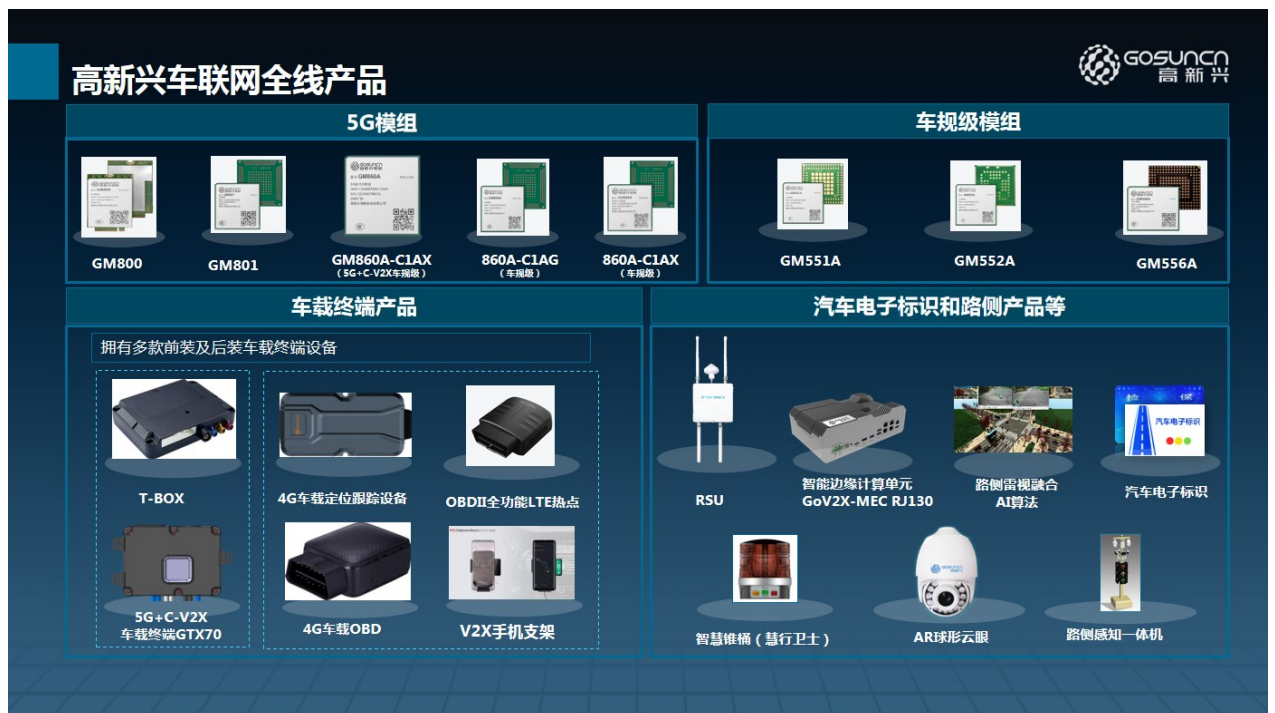 高新兴车联网全线产品
GOSUNCN
高新兴
5G模组
GM800
GM801
GM860A
GM860A-C1AX
（5G+C-V2X车规级）
860A-C1AG
（车规级）
860A-C1AX
（车规级）
车规级模组
GM551A
GM552A
GM556A
车载终端产品
拥有多款前装及后装车载终端设备
T-BOX
4G车载定位跟踪设备
OBDII全功能LTE热点
5G+C-V2X
车载终端GTX70
4G车载OBD
V2X手机支架
汽车电子标识和路侧产品等
RSU
智能边缘计算单元
GoV2X-MEC RJ130
路侧雷视融合
AI算法
汽车电子标识
汽车电子标识
智慧锥桶（慧行卫士）
AR球形云眼
路侧感知一体机